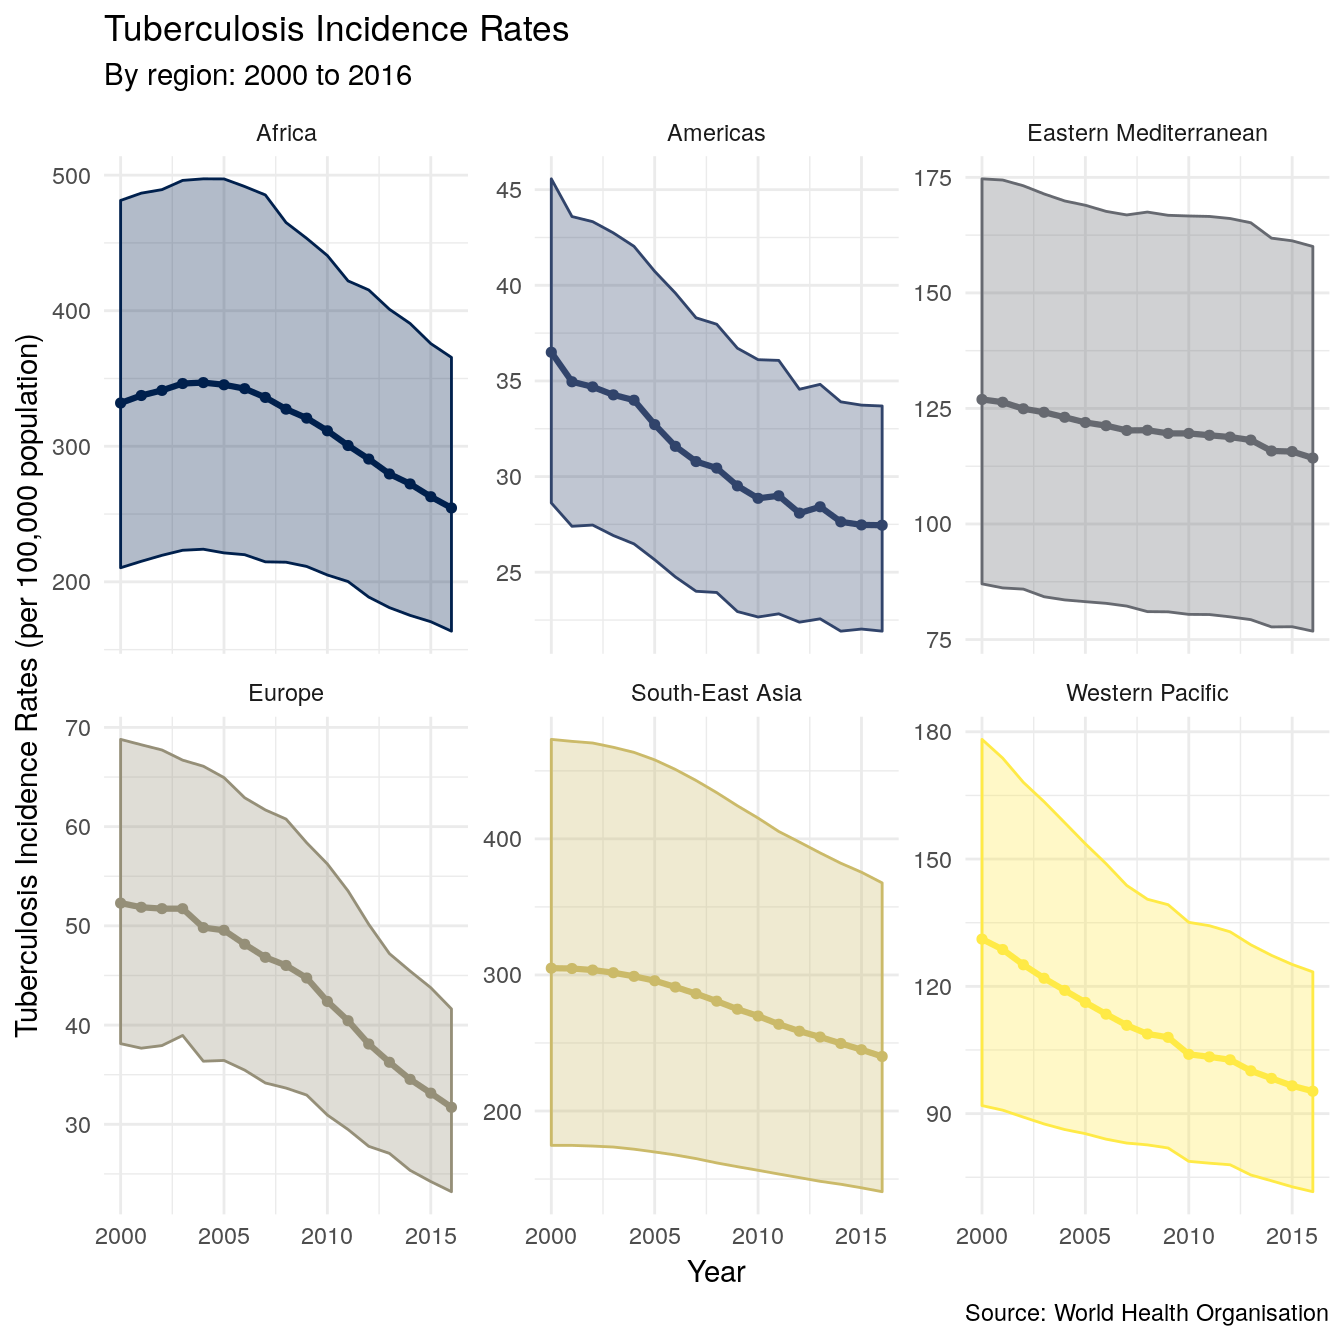 Tuberculosis Incidence Rates
By region: 2000 to 2016
Tuberculosis Incidence Rates (per 100,000 population)
Africa
500
400
300
200
Americas
45
40
35
30
25
Eastern Mediterranean
175
150
125
100
75
Europe
70
60
50
40
30
2000 2005 2010 2015
South-East Asia
400
300
200
2000 2005 2010 2015
Western Pacific
180
150
120
90
2000 2005 2010 2015
Year
Source: World Health Organisation